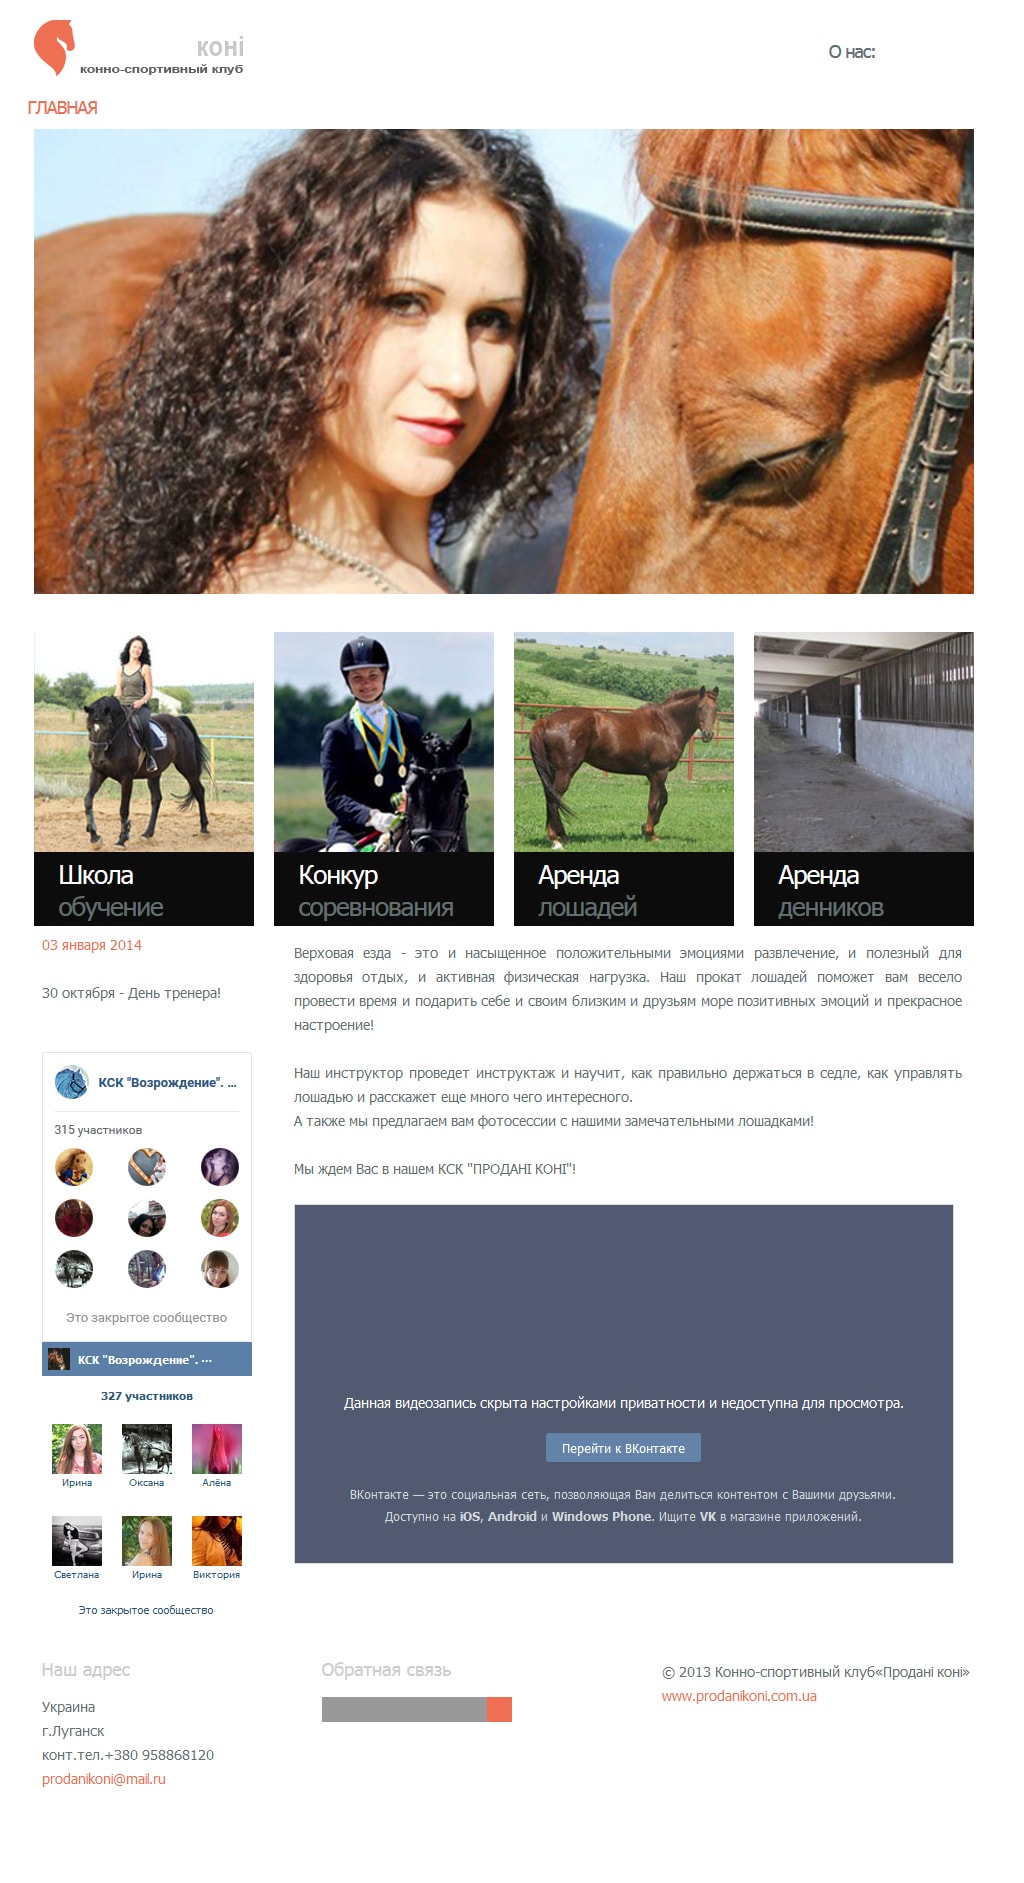 коні
конно-спортивный клуб
О нас:
ГЛАВНАЯ
Школа
обучение
Конкур
соревнования
Аренда
лошадей
Аренда
денников
03 января 2014
30 октября - День тренера!
КСК "Возрождение". ...
315 участников
Это закрытое сообщество
КСК "Возрождение". ...
327 участников
Ирина
Оксана
Алёна
Светлана
Ирина
Виктория
Это закрытое сообщество
Верховая езда - это и насыщенное положительными эмоциями развлечение, и полезный для
здоровья отдых, и активная физическая нагрузка. Наш прокат лошадей поможет вам весело
провести время и подарить себе и своим близким и друзьям море позитивных эмоций и прекрасное
настроение!
Наш инструктор проведет инструктаж и научит, как правильно держаться в седле, как управлять
лошадью и расскажет еще много чего интересного.
А также мы предлагаем вам фотосессии с нашими замечательными лошадками!
Мы ждем Вас в нашем КСК "ПРОДАНІ КОНІ"!
Данная видеозапись скрыта настройками приватности и недоступна для просмотра.
Перейти к ВКонтакте
ВКонтакте — это социальная сеть, позволяющая Вам делиться контентом с Вашими друзьями.
Доступно на iOS, Android и Windows Phone. Ищите VK в магазине приложений.
Наш адрес
Украина
г.Луганск
конт.тел.+380 958868120
prodanikoni@mail.ru
Обратная связь
© 2013 Конно-спортивный клуб«Продані коні»
www.prodanikoni.com.ua